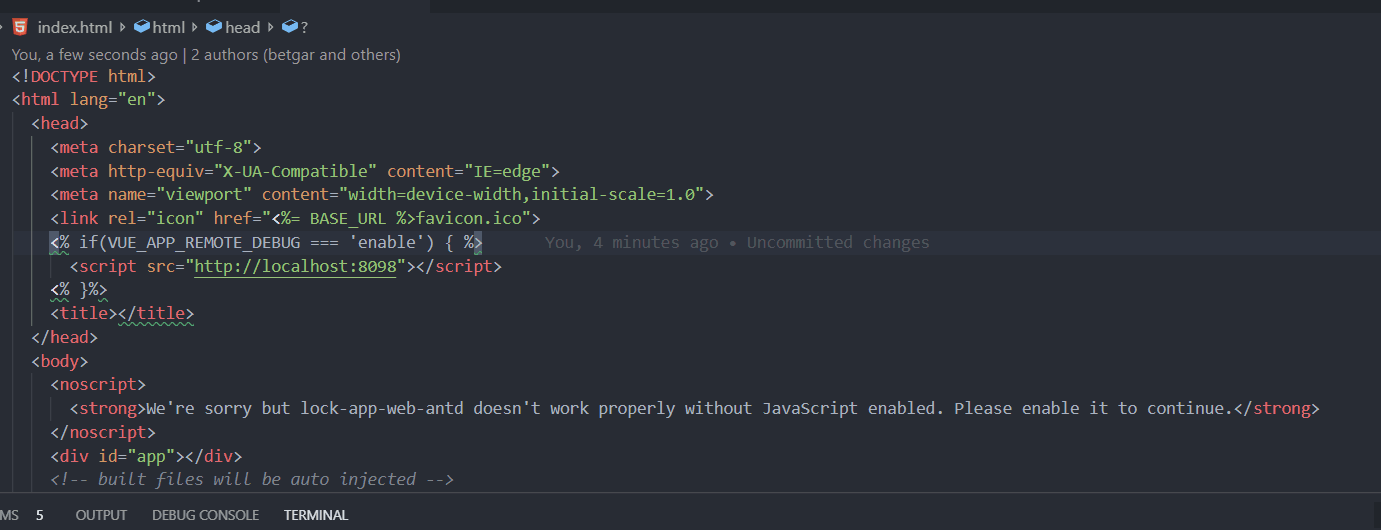 index.html html head ?
You, a few seconds ago | 2 authors (betgar and others)
<!DOCTYPE html>
<html lang="en">
<head>
<meta charset="utf-8">
<meta http-equiv="X-UA-Compatible" content="IE=edge">
<meta name="viewport" content="width=device-width,initial-scale=1.0">
<link rel="icon" href="<%= BASE_URL %>favicon.ico">
<% if(VUE_APP_REMOTE_DEBUG === 'enable') { %> You, 4 minutes ago • Uncommitted changes
<script src="http://localhost:8098"></script>
<% }%>
<title></title>
</head>
<body>
<noscript>
<strong>We're sorry but lock-app-web-antd doesn't work properly without JavaScript enabled. Please enable it to continue.</strong>
</noscript>
<div id="app"></div>
<!-- built files will be auto injected -->
MS 5 OUTPUT DEBUG CONSOLE TERMINAL